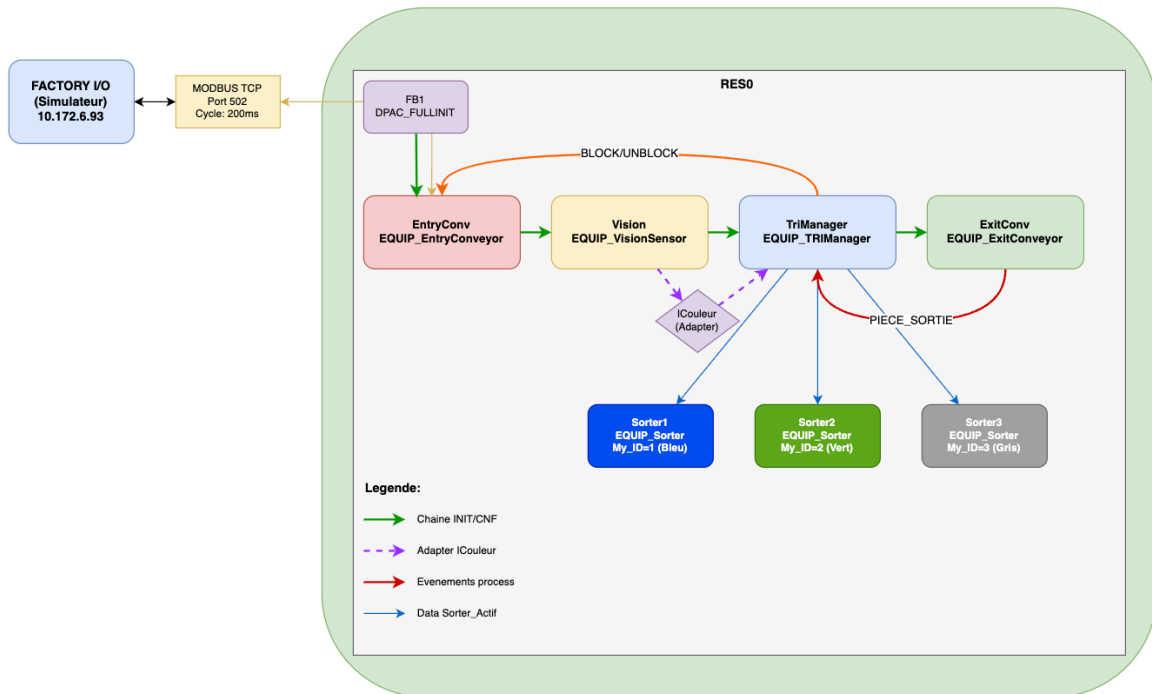 RES0
FACTORY I/O
(Simulateur)
10.172.6.93
MODBUS TCP
Port 502
Cycle: 200ms
FB1
DPAC_FULLINIT
BLOCK/UNBLOCK
EntryConv
EQUIP_EntryConveyor
Vision
EQUIP_VisionSensor
TriManager
EQUIP_TRIManager
ExitConv
EQUIP_ExitConveyor
ICouleur
(Adapter)
PIECE_SORTIE
Sorter1
EQUIP_Sorter
My_ID=1 (Bleu)
Sorter2
EQUIP_Sorter
My_ID=2 (Vert)
Sorter3
EQUIP_Sorter
My_ID=3 (Gris)
Legende:
Chaine INIT/CNF
Adapter ICouleur
Evenements process
Data Sorter_Actif